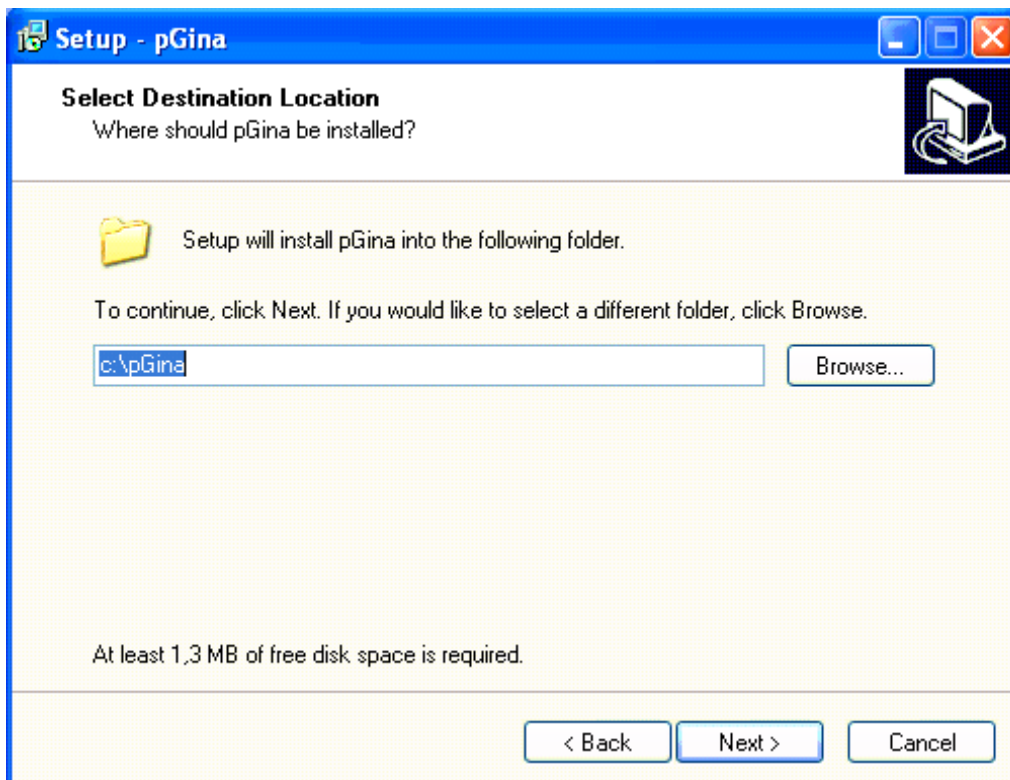 Setup - pGina
Select Destination Location
Where should pGina be installed?
Setup will install pGina into the following folder.
To continue, click Next. If you would like to select a different folder, click Browse.
c:\pGina
Browse...
At least 1,3 MB of free disk space is required.
< Back
Next >
Cancel